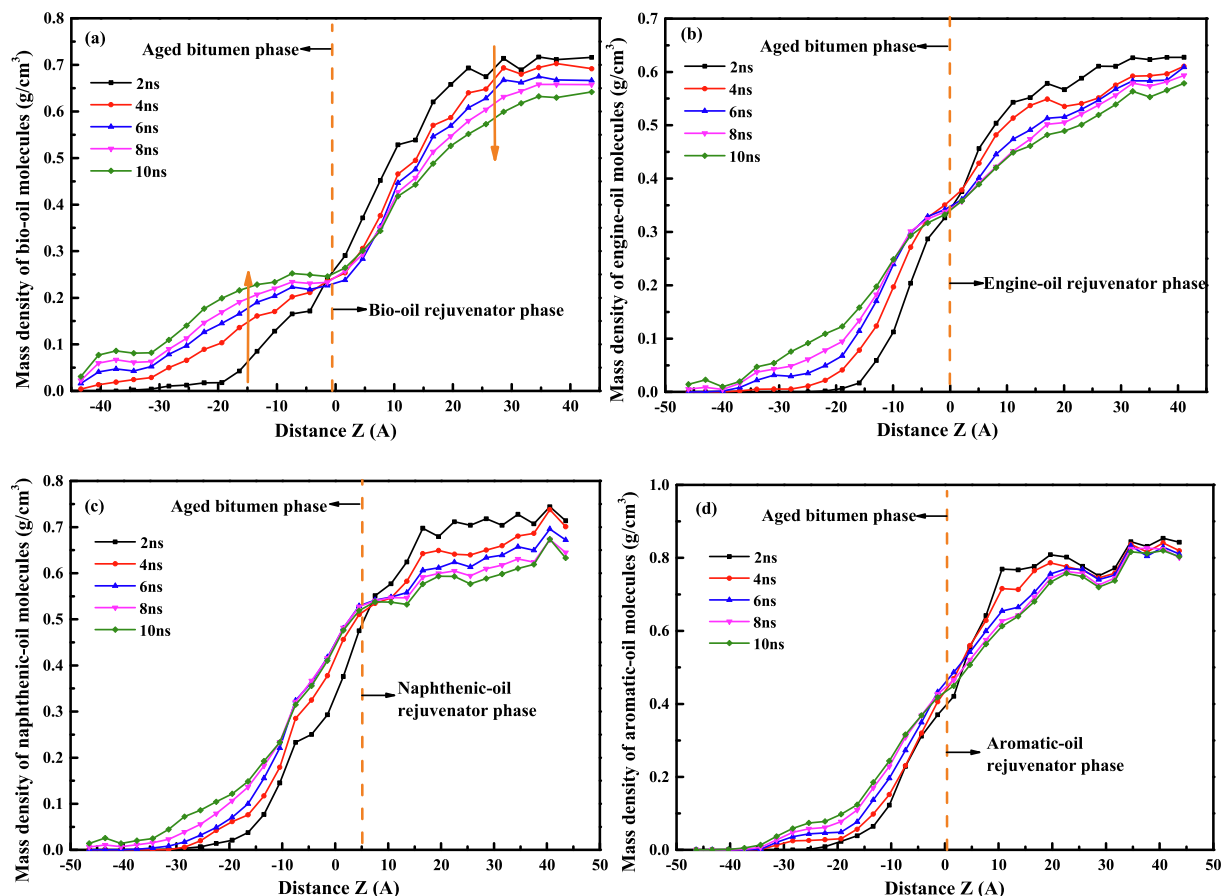 (a)
Aged bitumen phase
2ns
4ns
6ns
8ns
10ns
Bio-oil rejuvenator phase
Mass density of bio-oil molecules (g/cm³)
0.8
0.7
0.6
0.5
0.4
0.3
0.2
0.1
0.0
-40 -30 -20 -10 0 10 20 30 40
Distance Z (A)
(b)
Aged bitumen phase
2ns
4ns
6ns
8ns
10ns
Engine-oil rejuvenator phase
Mass density of engine-oil molecules (g/cm³)
0.7
0.6
0.5
0.4
0.3
0.2
0.1
0.0
-50 -40 -30 -20 -10 0 10 20 30 40
Distance Z (A)
(c)
Aged bitumen phase
2ns
4ns
6ns
8ns
10ns
Naphthenic-oil
rejuvenator phase
Mass density of naphthenic-oil molecules (g/cm³)
0.8
0.7
0.6
0.5
0.4
0.3
0.2
0.1
0.0
-50 -40 -30 -20 -10 0 10 20 30 40 50
Distance Z (A)
(d)
Aged bitumen phase
2ns
4ns
6ns
8ns
10ns
Aromatic-oil
rejuvenator phase
Mass density of aromatic-oil molecules (g/cm³)
1.0
0.8
0.6
0.4
0.2
0.0
-50 -40 -30 -20 -10 0 10 20 30 40 50
Distance Z (A)